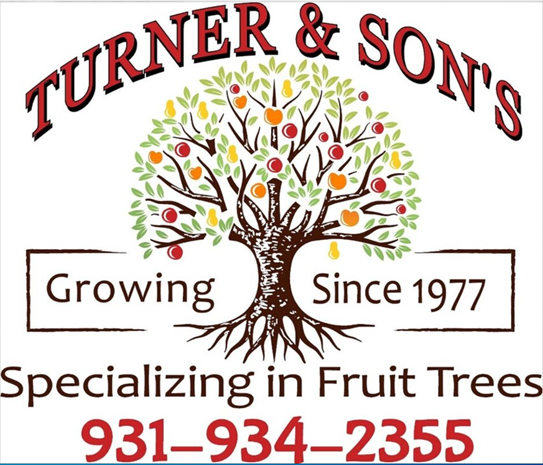 TURNER & SON'S
Growing Since 1977
Specializing in Fruit Trees
931-934-2355